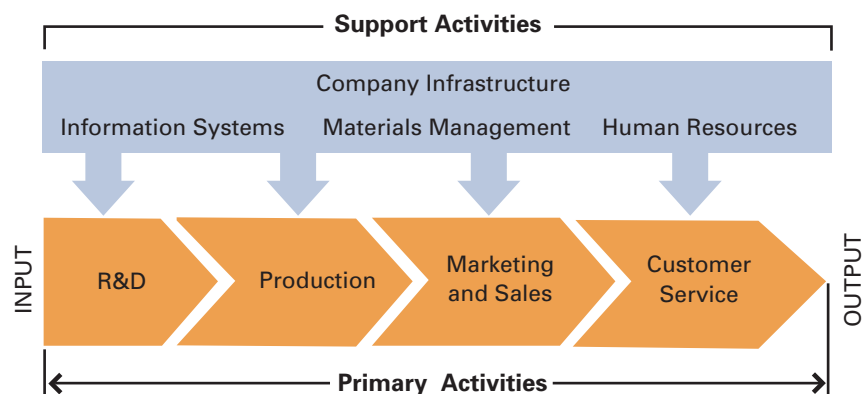 Support Activities
Company Infrastructure
Information Systems Materials Management Human Resources
INPUT
R&D
Production
Marketing
and Sales
Customer
Service
OUTPUT
Primary Activities